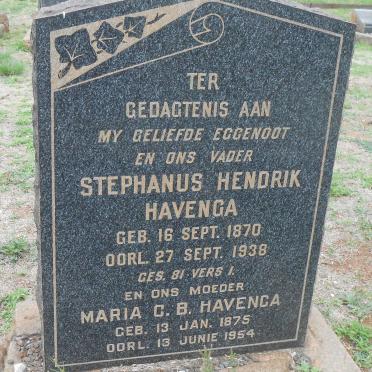 TER
GEDAGTENIS AAN
MY GELIEFDE EGGENOOT
EN ONS VADER
STEPHANUS HENDRIK
HAVENGA
GEB. 16 SEPT. 1870
OORL. 27 SEPT. 1938
GES. 81 VERS 1.
EN ONS MOEDER
MARIA C. B. HAVENGA
GEB. 13 JAN. 1875
OORL. 13 JUNIE 1954